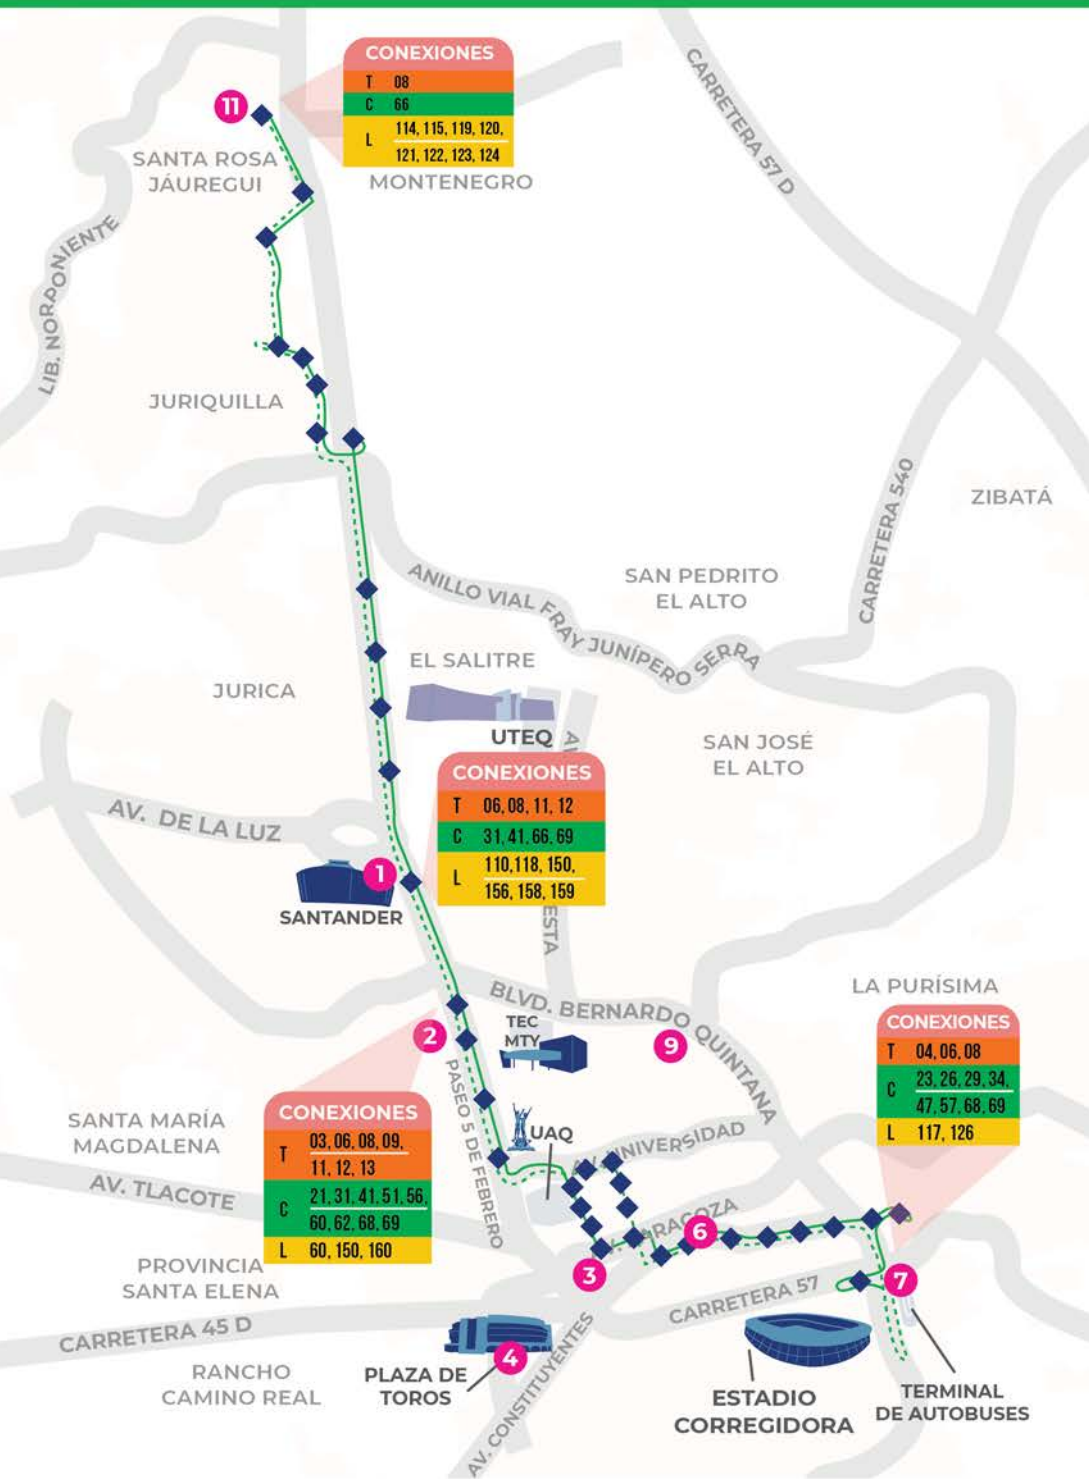 CONEXIONES
T 08
C 66
L 114, 115, 119, 120,
121, 122, 123, 124
11
SANTA ROSA
JÁUREGUI
MONTENEGRO
CARRETERA 57 D
LIB. NORPONIENTE
JURIQUILLA
CARRETERA 540
ZIBATÁ
ANILLO VIAL FRAY JUNÍPERO SERRA
SAN PEDRITO
EL ALTO
EL SALITRE
JURICA
UTEQ
SAN JOSÉ
EL ALTO
CONEXIONES
T 06, 08, 11, 12
C 31, 41, 66, 69
L 110,118, 150,
156, 158, 159
AV. DE LA LUZ
1
SANTANDER
ESTA
BLVD. BERNARDO QUINTANA
LA PURÍSIMA
TEC
MTY
2
9
CONEXIONES
T 04, 06, 08
C 23, 26, 29, 34,
47, 57, 68, 69
L 117, 126
PASEO 5 DE FEBRERO
SANTA MARÍA
MAGDALENA
CONEXIONES
T 03, 06, 08, 09,
11, 12, 13
C 21, 31, 41, 51, 56,
60, 62, 68, 69
L 60, 150, 160
UAQ
AV. UNIVERSIDAD
AV. TLACOTE
ARAGOZA
6
3
7
PROVINCIA
SANTA ELENA
CARRETERA 57
CARRETERA 45 D
4
PLAZA DE
TOROS
RANCHO
CAMINO REAL
AV. CONSTITUYENTES
ESTADIO
CORREGIDORA
TERMINAL
DE AUTOBUSES